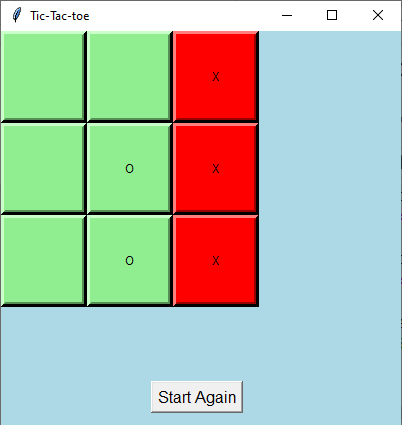 Tic-Tac-toe
X
O X
O X
Start Again